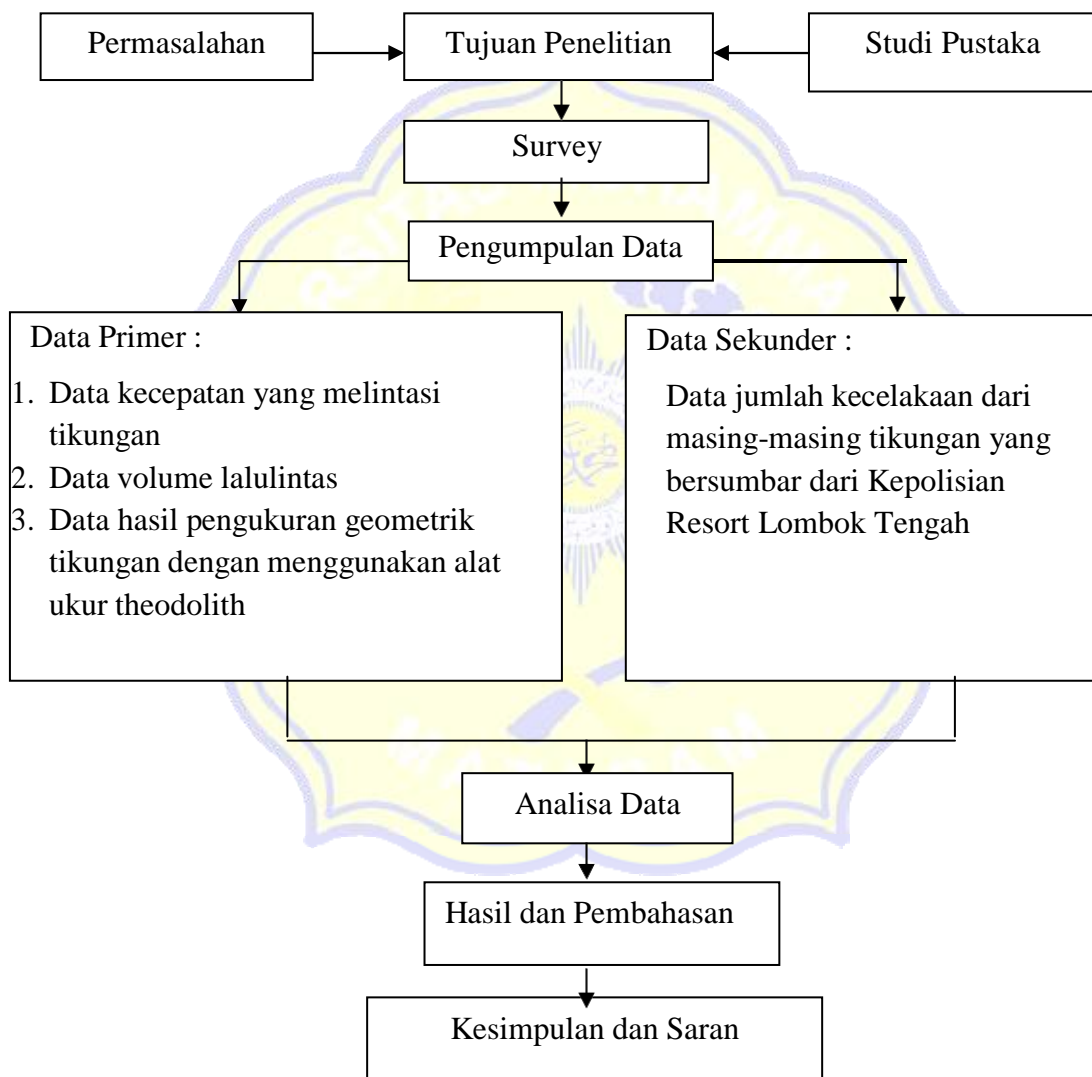 Permasalahan
Tujuan Penelitian
Studi Pustaka
Survey
Pengumpulan Data
Data Primer :
1. Data kecepatan yang melintasi
tikungan
2. Data volume lalulintas
3. Data hasil pengukuran geometrik
tikungan dengan menggunakan alat
ukur theodolith
Data Sekunder :
Data jumlah kecelakaan dari
masing-masing tikungan yang
bersumbar dari Kepolisian
Resort Lombok Tengah
Analisa Data
Hasil dan Pembahasan
Kesimpulan dan Saran